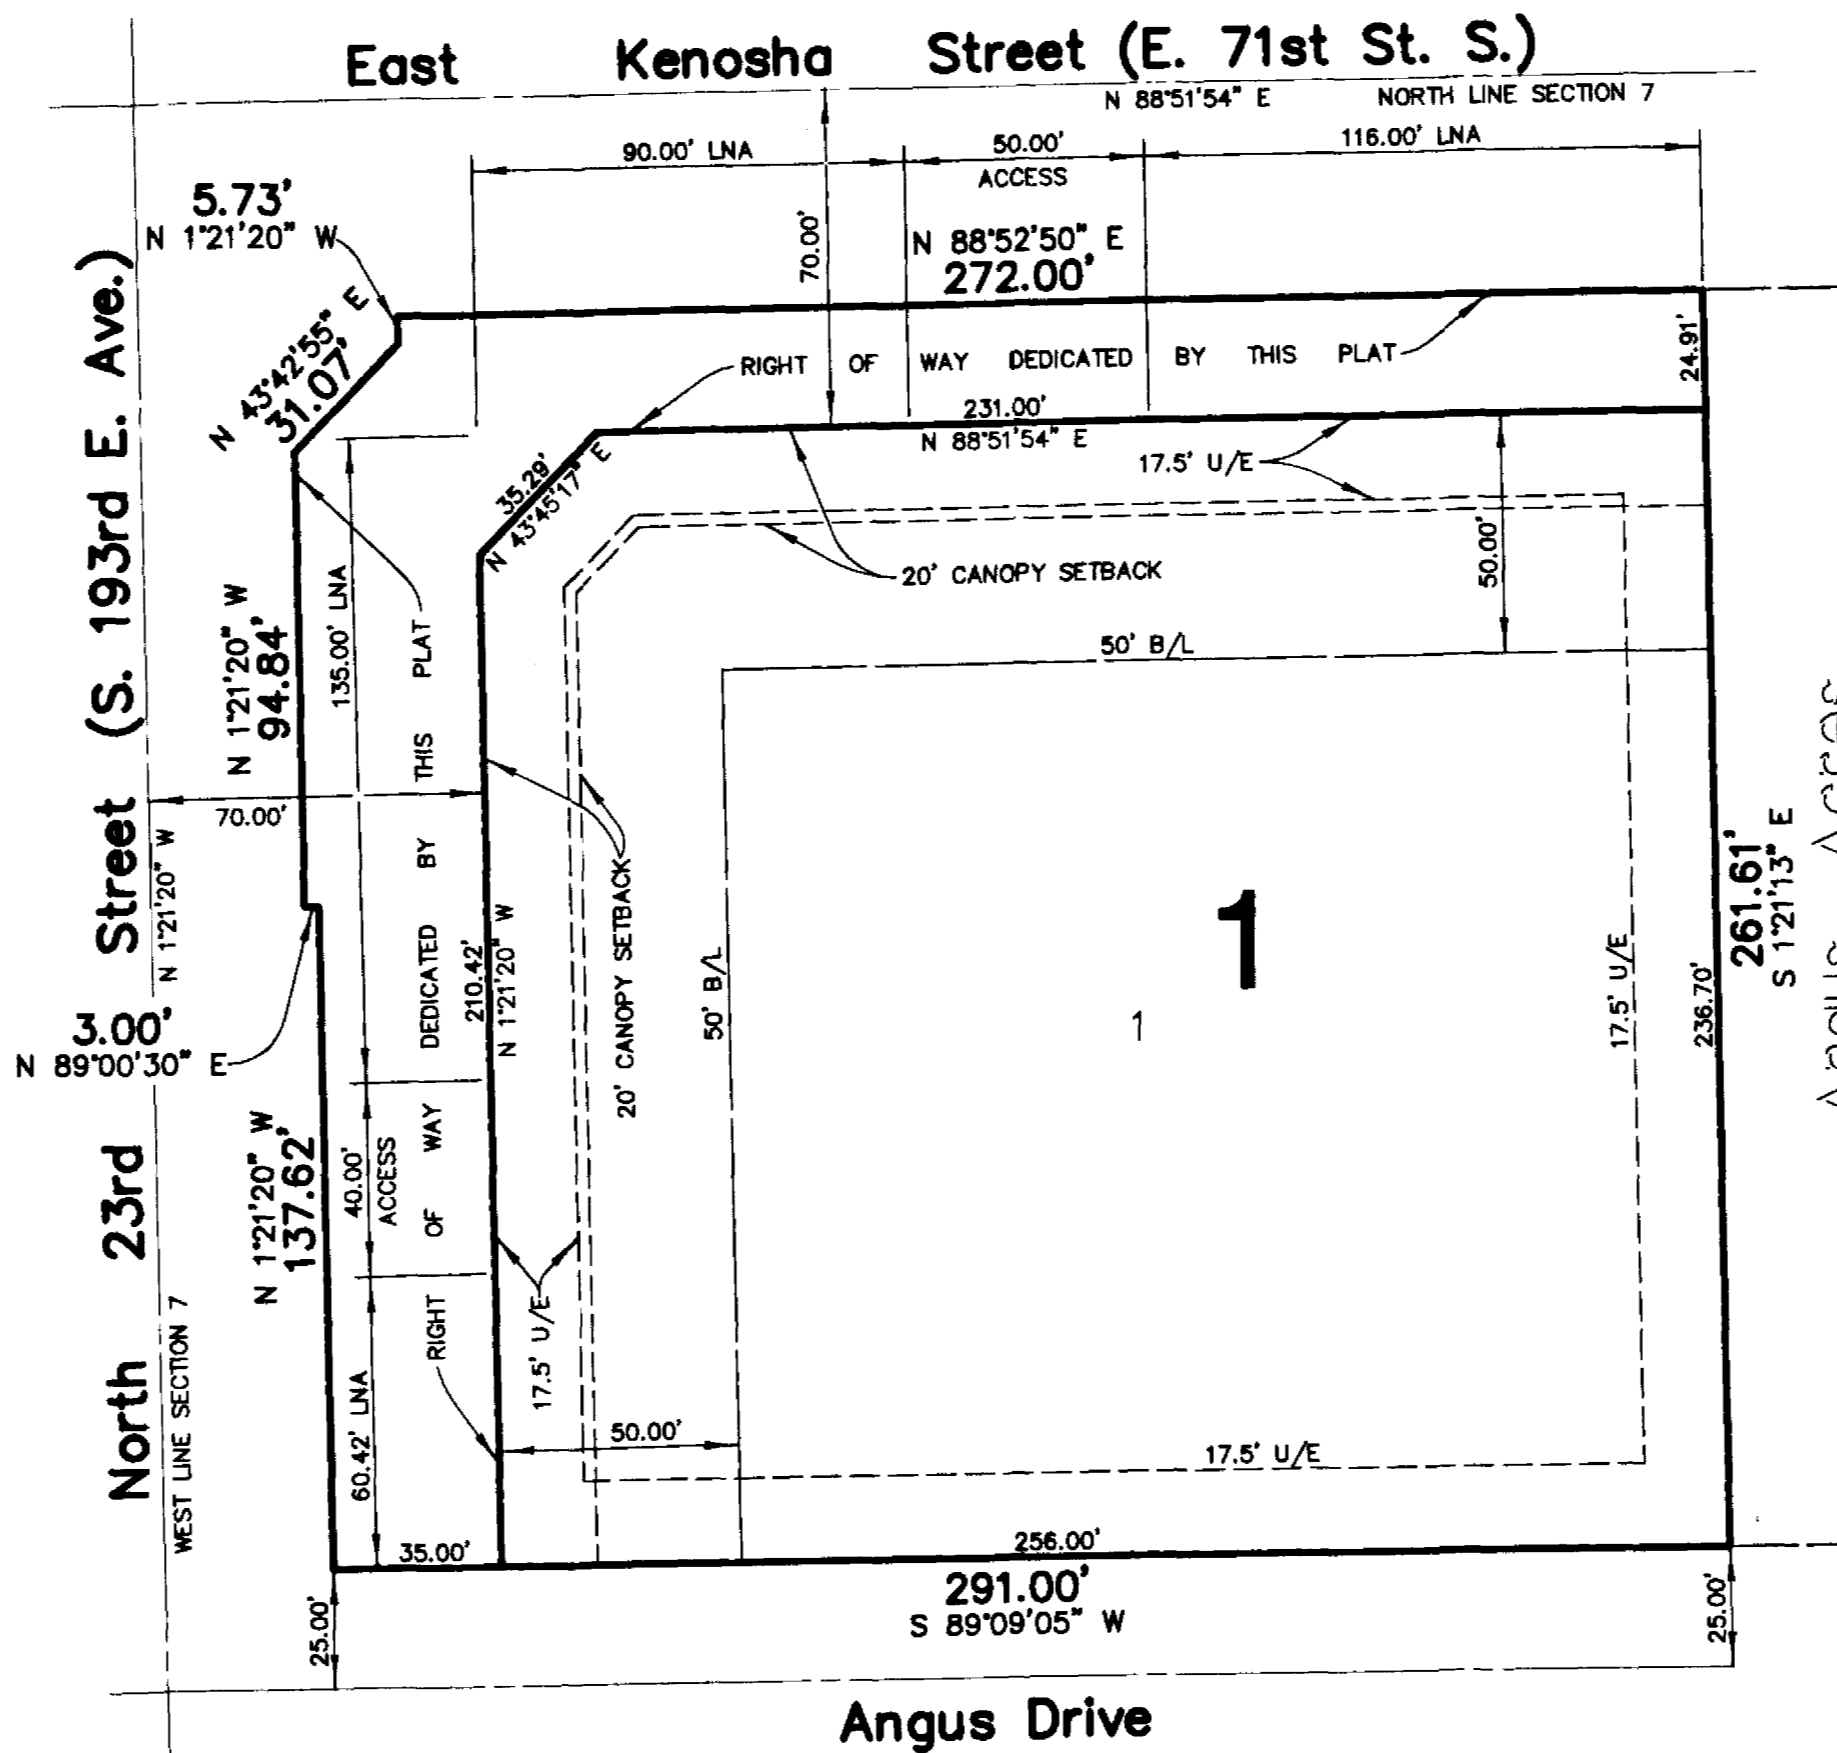 East Kenosha Street (E. 71st St. S.)
N 88°51'54" E NORTH LINE SECTION 7
90.00' LNA
50.00'
ACCESS
116.00' LNA
5.73'
N 1°21'20" W
70.00'
N 88°52'50" E
272.00'
N 43°42'55" E
31.07'
RIGHT OF WAY DEDICATED BY THIS PLAT
24.91'
231.00'
N 88°51'54" E
35.29'
N 43°45'17" E
17.5' U/E
20' CANOPY SETBACK
50.00'
50' B/L
North 23rd Street (S. 193rd E. Ave.)
N 1°21'20" W
94.84'
135.00' LNA
RIGHT OF WAY DEDICATED BY THIS PLAT
70.00'
N 1°21'20" W
210.42'
N 1°21'20" W
20' CANOPY SETBACK
50' B/L
1
1
17.5' U/E
236.70'
261.61'
S 1°21'13" E
Angus Acres
3.00'
N 89°00'30" E
N 1°21'20" W
137.62'
40.00'
ACCESS
17.5' U/E
WEST LINE SECTION 7
60.42' LNA
50.00'
17.5' U/E
35.00'
256.00'
291.00'
S 89°09'05" W
25.00'
25.00'
Angus Drive